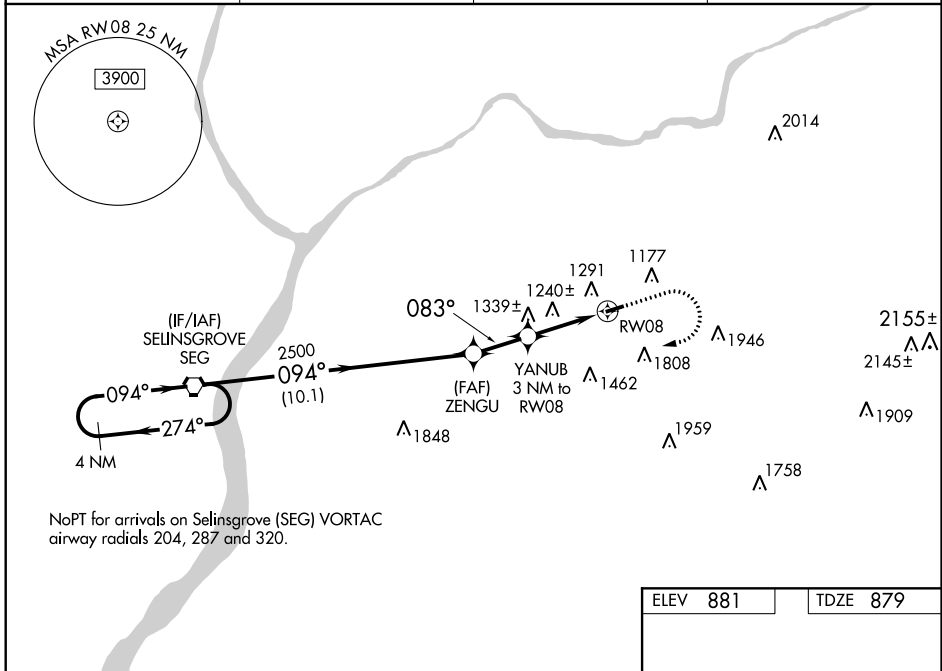 MSA RW08 25 NM
3900
2014
1177
1291
1240±
1339±
083°
RW08
(IF/IAF)
SELINSGROVE
SEG
2500
094°
(10.1)
094°
274°
4 NM
(FAF)
ZENGU
YANUB
3 NM to
RW08
1946
1808
2155±
2145±
1462
1909
1848
1959
1758
NoPT for arrivals on Selinsgrove (SEG) VORTAC
airway radials 204, 287 and 320.
ELEV 881
TDZE 879